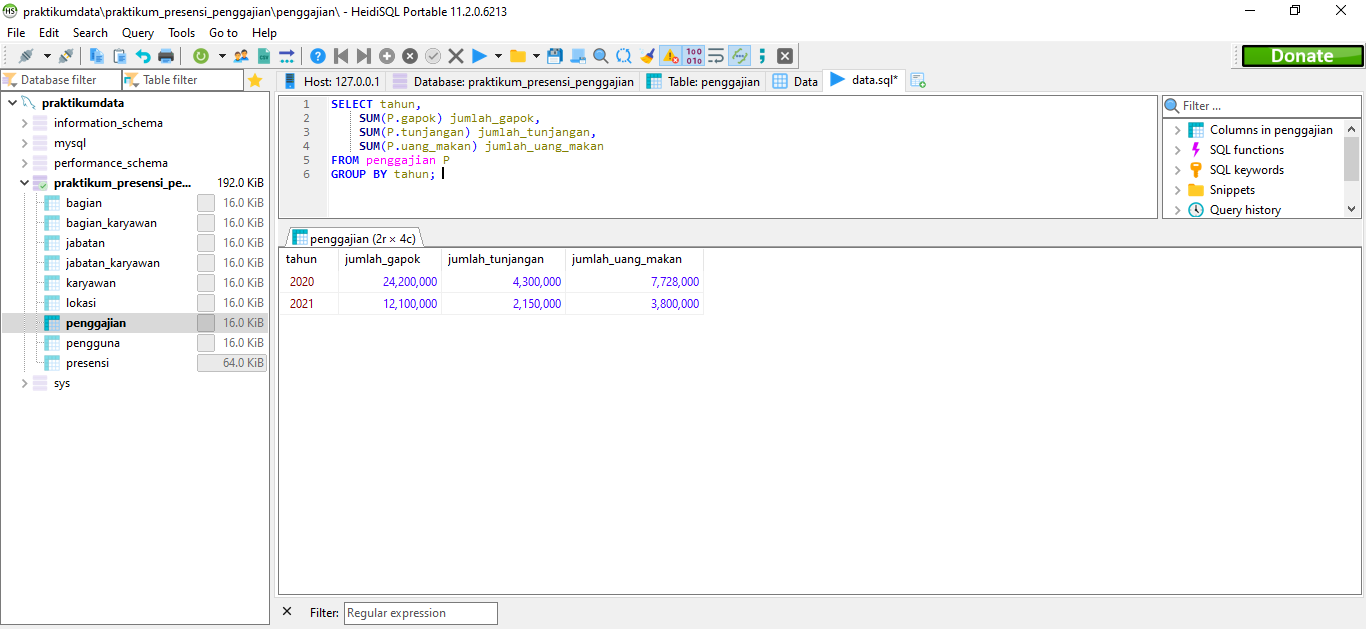 praktikumdata\praktikum_presensi_penggajian\penggajian\ - HeidiSQL Portable 11.2.0.6213
File Edit Search Query Tools Go to Help
Donate
Database filter Table filter
Host: 127.0.0.1 Database: praktikum_presensi_penggajian Table: penggajian Data data.sql*
praktikumdata
information_schema
mysql
performance_schema
praktikum_presensi_pe... 192.0 KiB
bagian 16.0 KiB
bagian_karyawan 16.0 KiB
jabatan 16.0 KiB
jabatan_karyawan 16.0 KiB
karyawan 16.0 KiB
lokasi 16.0 KiB
penggajian 16.0 KiB
pengguna 16.0 KiB
presensi 64.0 KiB
sys
1 SELECT tahun,
2 SUM(P.gapok) jumlah_gapok,
3 SUM(P.tunjangan) jumlah_tunjangan,
4 SUM(P.uang_makan) jumlah_uang_makan
5 FROM penggajian P
6 GROUP BY tahun;
Filter ...
Columns in penggajian
SQL functions
SQL keywords
Snippets
Query history
penggajian (2r × 4c)
tahun jumlah_gapok jumlah_tunjangan jumlah_uang_makan
2020 24,200,000 4,300,000 7,728,000
2021 12,100,000 2,150,000 3,800,000
Filter: Regular expression